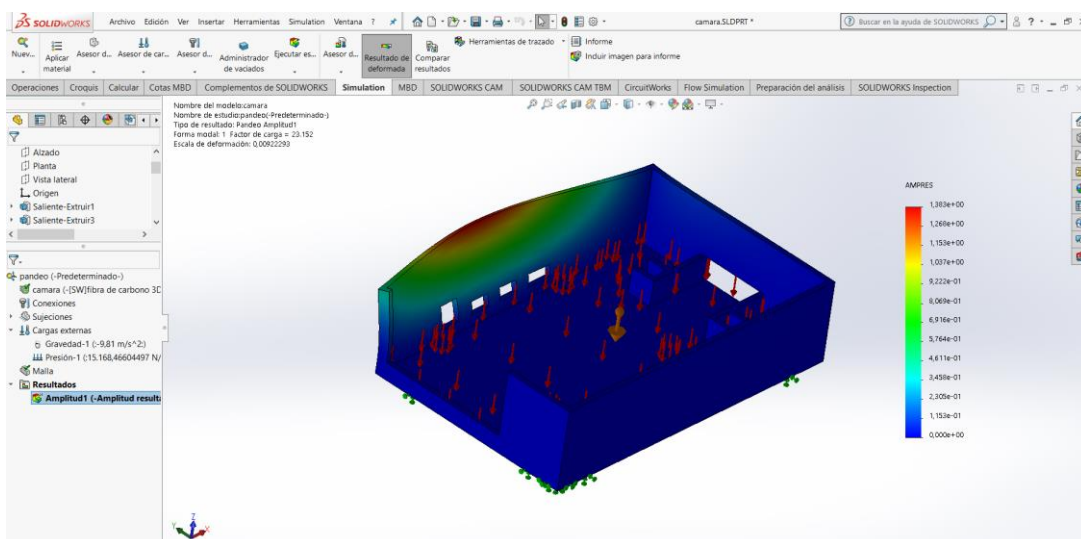 SOLIDWORKS Archivo Edición Ver Insertar Herramientas Simulation Ventana ? camara.SLDPRT * Buscar en la ayuda de SOLIDWORKS ?
Nuev... Aplicar material Asesor d... Asesor de car... Asesor d... Administrador de vaciados Ejecutar es... Asesor d... Resultado de deformada Comparar resultados Herramientas de trazado Informe
Induir imagen para informe
Operaciones Croquis Calcular Cotas MBD Complementos de SOLIDWORKS Simulation MBD SOLIDWORKS CAM SOLIDWORKS CAM TBM CircuitWorks Flow Simulation Preparación del análisis SOLIDWORKS Inspection
Nombre del modelo:camara
Nombre de estudio:pandeo(-Predeterminado-)
Tipo de resultado: Pandeo Amplitud1
Forma modal: 1 Factor de carga = 23.152
Escala de deformación: 0,00922293
Alzado
Planta
Vista lateral
Origen
Saliente-Extruir1
Saliente-Extruir3
pandeo (-Predeterminado-)
camara (-[SW]fibra de carbono 3D
Conexiones
Sujeciones
Cargas externas
Gravedad-1 (:-9,81 m/s^2:)
Presión-1 (:15.168,46604497 N/
Malla
Resultados
Amplitud1 (-Amplitud result
AMPRES
1,383e+00
1,268e+00
1,153e+00
1,037e+00
9,222e-01
8,069e-01
6,916e-01
5,764e-01
4,611e-01
3,458e-01
2,305e-01
1,153e-01
0,000e+00
Z
Y
X